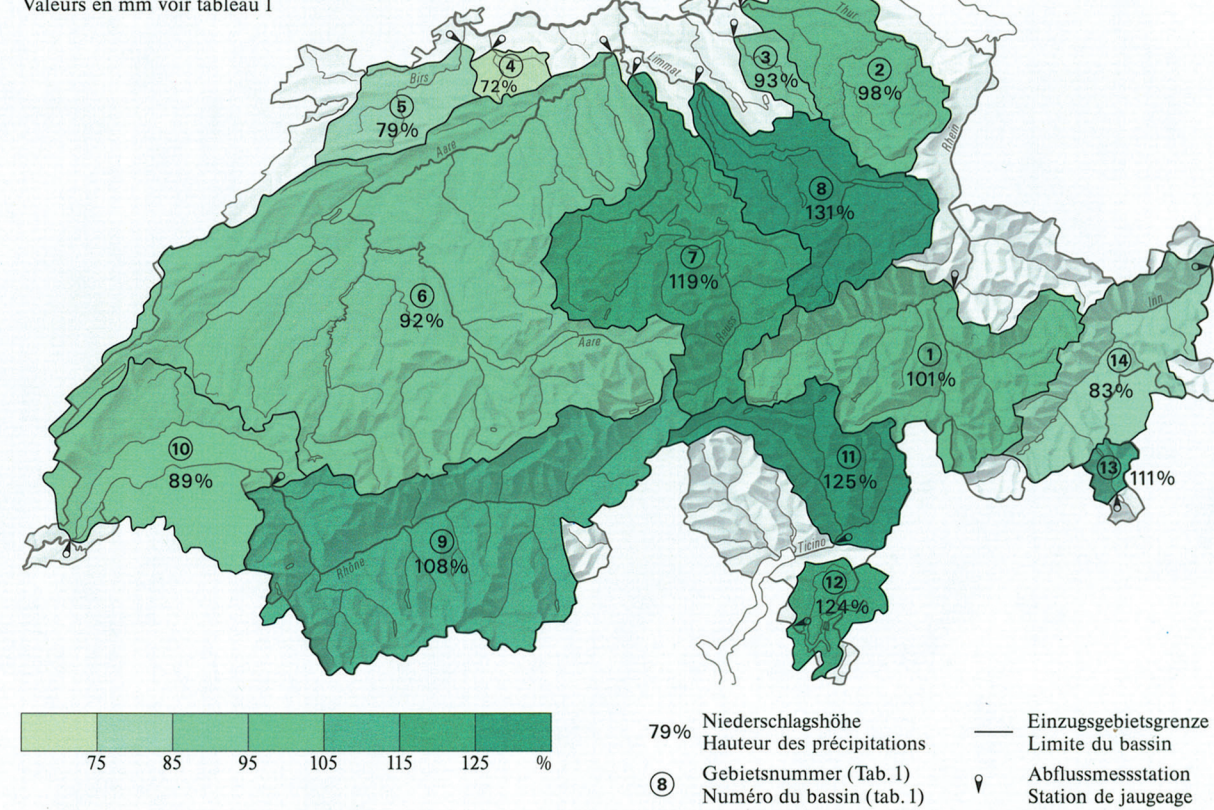 Valeurs en mm voir tableau 1
Thur
Limmat
3
93%
2
98%
4
72%
Birs
5
79%
Aare
Rhein
8
131%
7
119%
6
92%
Reuss
Aare
Inn
1
101%
14
83%
10
89%
11
125%
13
111%
9
108%
Rhône
Ticino
12
124%
75 85 95 105 115 125 %
79% Niederschlagshöhe
Hauteur des précipitations
8 Gebietsnummer (Tab. 1)
Numéro du bassin (tab. 1)
Einzugsgebietsgrenze
Limite du bassin
Abflussmessstation
Station de jaugeage